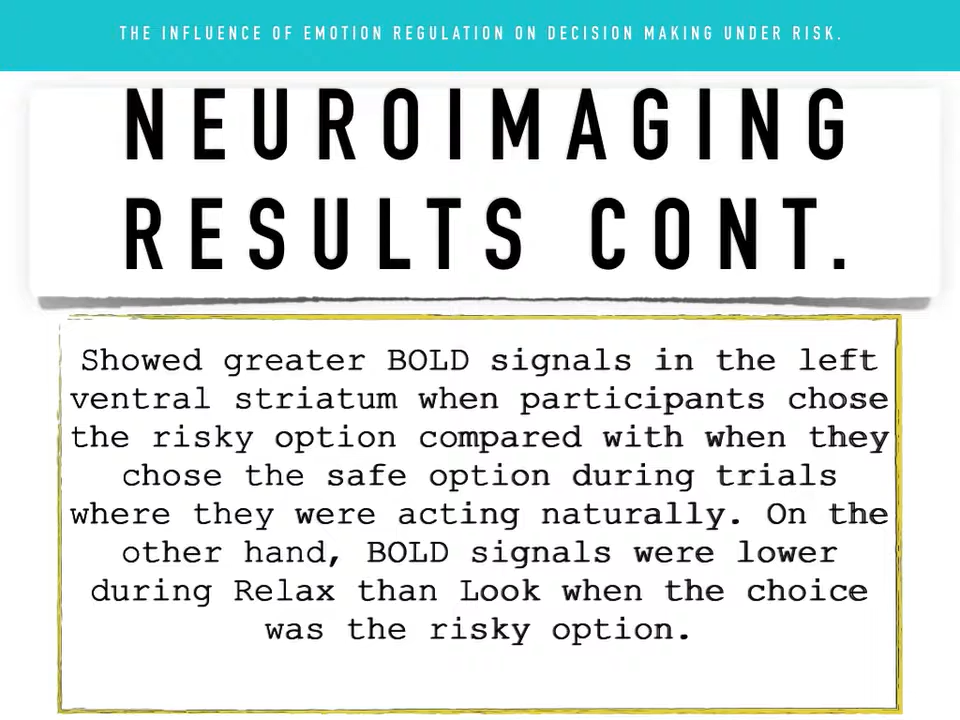 THE INFLUENCE OF EMOTION REGULATION ON DECISION MAKING UNDER RISK.
NEUROIMAGING
RESULTS CONT.
Showed greater BOLD signals in the left
ventral striatum when participants chose
the risky option compared with when they
chose the safe option during trials
where they were acting naturally. On the
other hand, BOLD signals were lower
during Relax than Look when the choice
was the risky option.